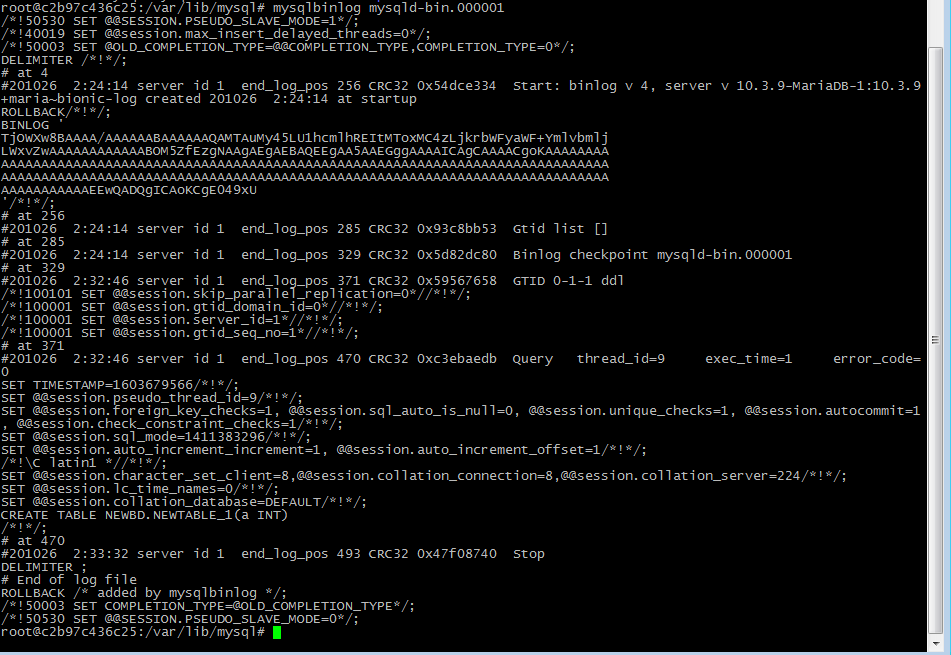 root@c2b97c436c25:/var/lib/mysql# mysqlbinlog mysqld-bin.000001
/*!50530 SET @@SESSION.PSEUDO_SLAVE_MODE=1*/;
/*!40019 SET @@session.max_insert_delayed_threads=0*/;
/*!50003 SET @OLD_COMPLETION_TYPE=@@COMPLETION_TYPE,COMPLETION_TYPE=0*/;
DELIMITER /*!*/;
# at 4
#201026  2:24:14 server id 1  end_log_pos 256 CRC32 0x54dce334  Start: binlog v 4, server v 10.3.9-MariaDB-1:10.3.9
+maria~bionic-log created 201026  2:24:14 at startup
ROLLBACK/*!*/;
BINLOG '
TjOWXw8BAAAA/AAAAAABAAAAAAQAMTAuMy45LU1hcmlhREItMToxMC4zLjkrbWFyaWF+Ymlvbmlj
LWxvZwAAAAAAAAAAAABOM5ZfEzgNAAgAEgAEBAQEEgAA5AAEGggAAAAICAgCAAAACgoKAAAAAAAA
AAAAAAAAAAAAAAAAAAAAAAAAAAAAAAAAAAAAAAAAAAAAAAAAAAAAAAAAAAAAAAAAAAAAAAAAAAAA
AAAAAAAAAAAAAAAAAAAAAAAAAAAAAAAAAAAAAAAAAAAAAAAAAAAAAAAAAAAAAAAAAAAAAAAAAAAA
AAAAAAAAAAAEEwQADQgICAoKCgE049xU
'/*!*/;
# at 256
#201026  2:24:14 server id 1  end_log_pos 285 CRC32 0x93c8bb53  Gtid list []
# at 285
#201026  2:24:14 server id 1  end_log_pos 329 CRC32 0x5d82dc80  Binlog checkpoint mysqld-bin.000001
# at 329
#201026  2:32:46 server id 1  end_log_pos 371 CRC32 0x59567658  GTID 0-1-1 ddl
/*!100101 SET @@session.skip_parallel_replication=0*//*!*/;
/*!100001 SET @@session.gtid_domain_id=0*//*!*/;
/*!100001 SET @@session.server_id=1*//*!*/;
/*!100001 SET @@session.gtid_seq_no=1*//*!*/;
# at 371
#201026  2:32:46 server id 1  end_log_pos 470 CRC32 0xc3ebaedb  Query   thread_id=9     exec_time=1     error_code=
0
SET TIMESTAMP=1603679566/*!*/;
SET @@session.pseudo_thread_id=9/*!*/;
SET @@session.foreign_key_checks=1, @@session.sql_auto_is_null=0, @@session.unique_checks=1, @@session.autocommit=1
, @@session.check_constraint_checks=1/*!*/;
SET @@session.sql_mode=1411383296/*!*/;
SET @@session.auto_increment_increment=1, @@session.auto_increment_offset=1/*!*/;
/*!\C latin1 *//*!*/;
SET @@session.character_set_client=8,@@session.collation_connection=8,@@session.collation_server=224/*!*/;
SET @@session.lc_time_names=0/*!*/;
SET @@session.collation_database=DEFAULT/*!*/;
CREATE TABLE NEWBD.NEWTABLE_1(a INT)
/*!*/;
# at 470
#201026  2:33:32 server id 1  end_log_pos 493 CRC32 0x47f08740  Stop
DELIMITER ;
# End of log file
ROLLBACK /* added by mysqlbinlog */;
/*!50003 SET COMPLETION_TYPE=@OLD_COMPLETION_TYPE*/;
/*!50530 SET @@SESSION.PSEUDO_SLAVE_MODE=0*/;
root@c2b97c436c25:/var/lib/mysql#